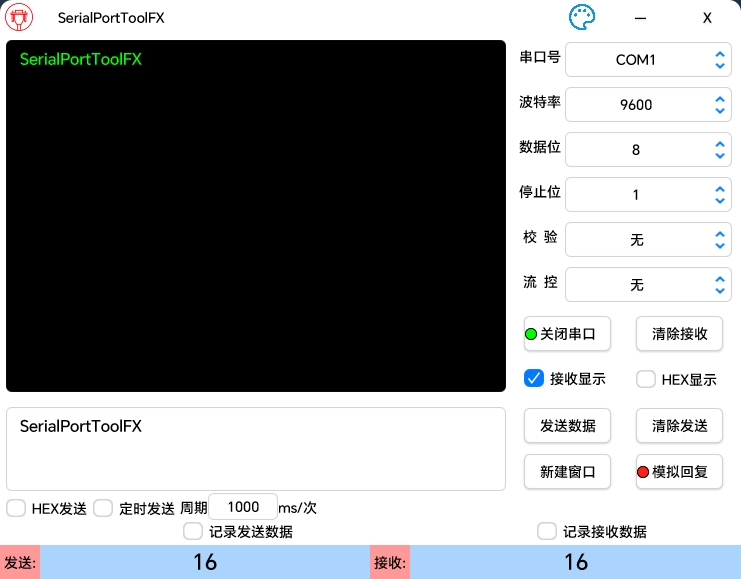 SerialPortToolFX
X
SerialPortToolFX
串口号 COM1
波特率 9600
数据位 8
停止位 1
校 验 无
流 控 无
关闭串口 清除接收
接收显示 HEX显示
SerialPortToolFX
发送数据 清除发送
新建窗口 模拟回复
HEX发送 定时发送 周期 1000 ms/次
记录发送数据 记录接收数据
发送: 16 接收: 16